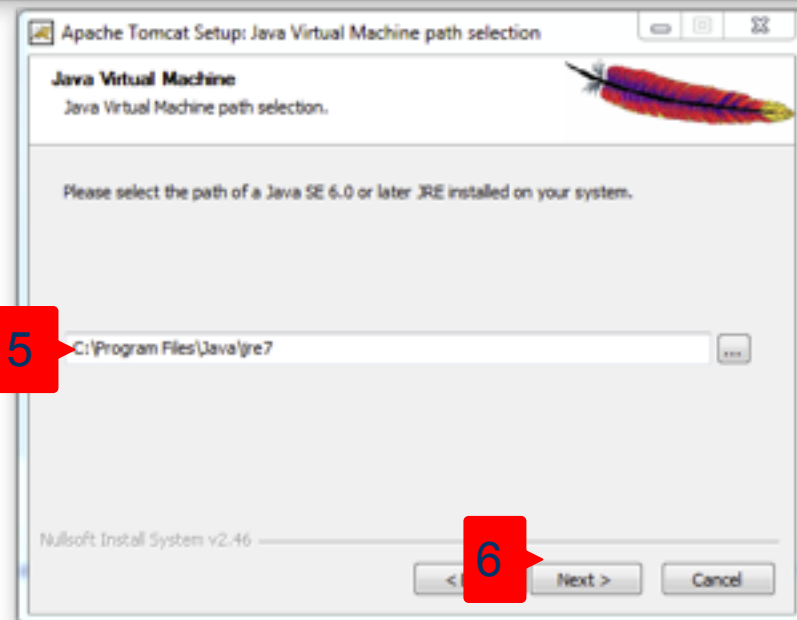 Apache Tomcat Setup: Java Virtual Machine path selection
Java Virtual Machine
Java Virtual Machine path selection.
Please select the path of a Java SE 6.0 or later JRE installed on your system.
5
C:\Program Files\Java\jre7
...
Nullsoft Install System v2.46
6
<
Next >
Cancel